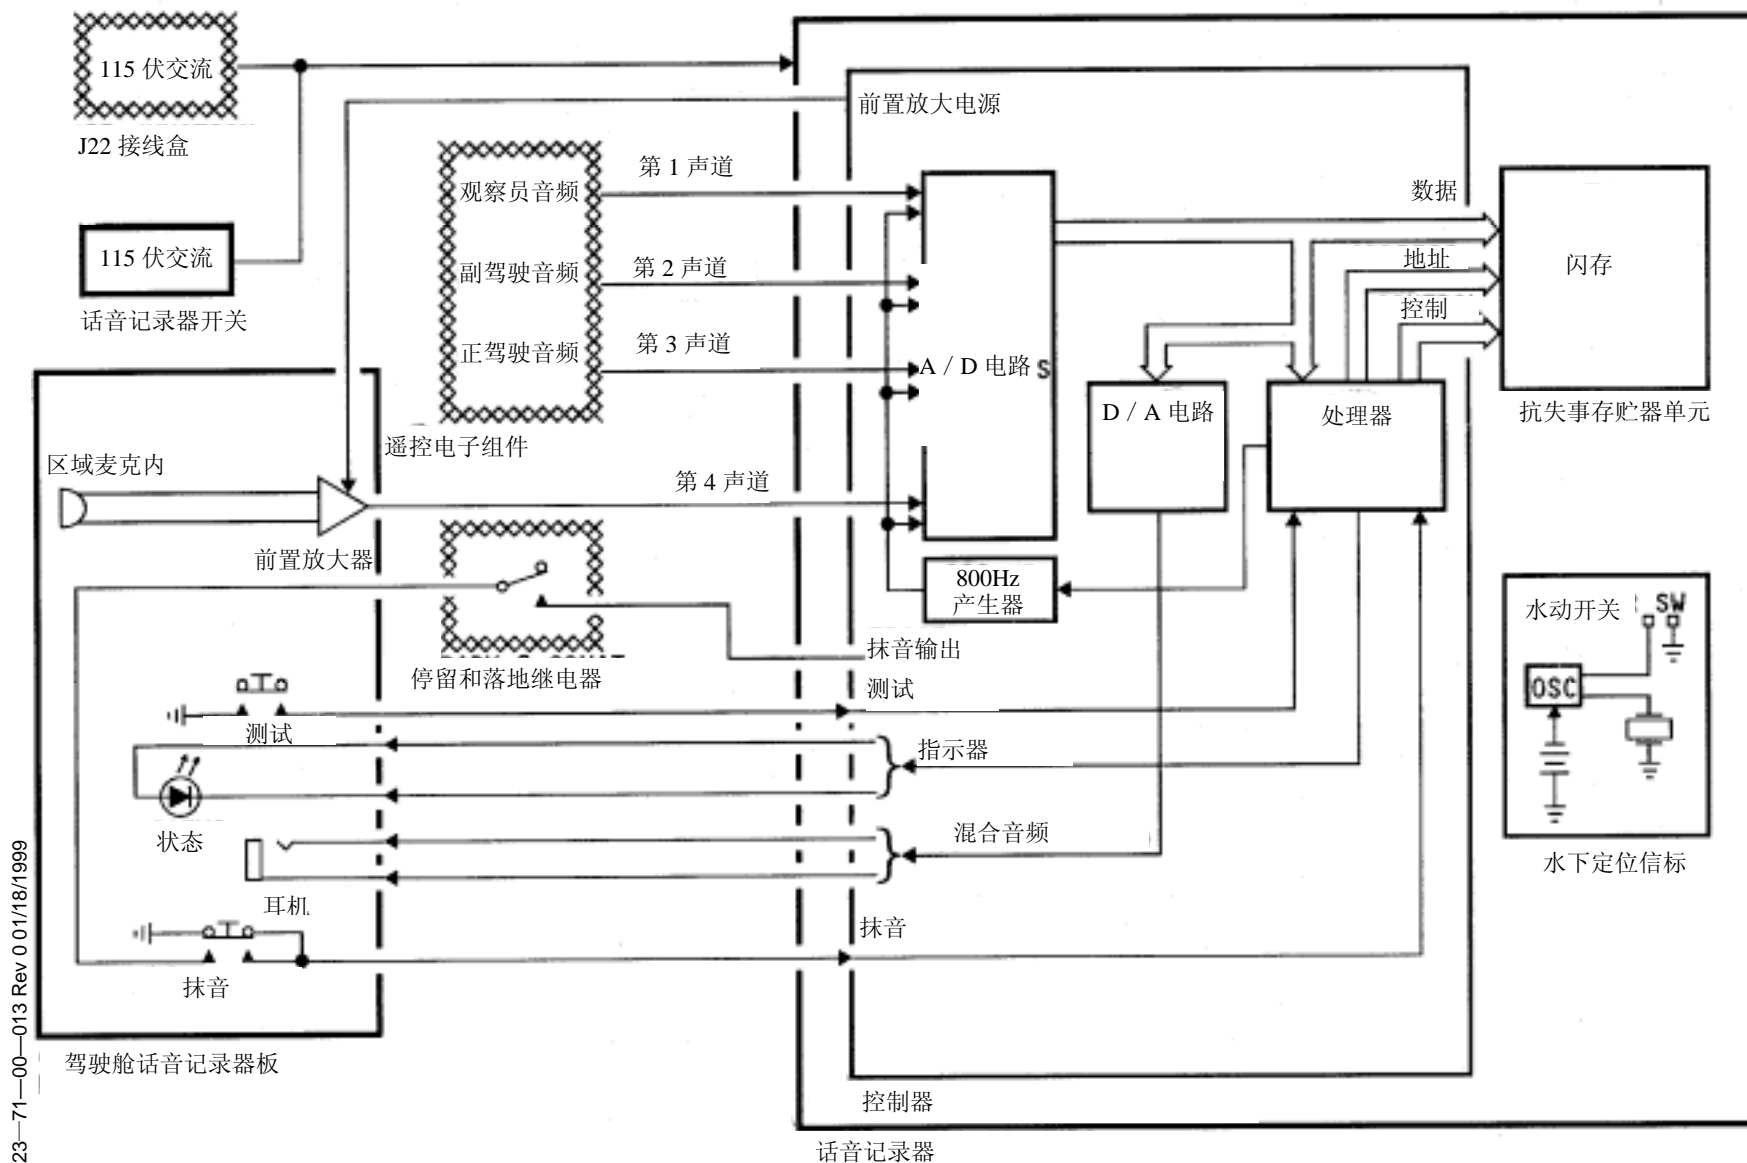 115 伏交流
J22 接线盒
115 伏交流
话音记录器开关
前置放大电源
第 1 声道
观察员音频
第 2 声道
副驾驶音频
第 3 声道
正驾驶音频
遥控电子组件
A / D 电路 S
数据
地址
控制
闪存
抗失事存贮器单元
D / A 电路
处理器
区域麦克内
第 4 声道
前置放大器
800Hz
产生器
停留和落地继电器
抹音输出
测试
测试
指示器
状态
混合音频
耳机
抹音
抹音
驾驶舱话音记录器板
水动开关
SW
OSC
水下定位信标
控制器
话音记录器
23—71—00—013 Rev 0 01/18/1999